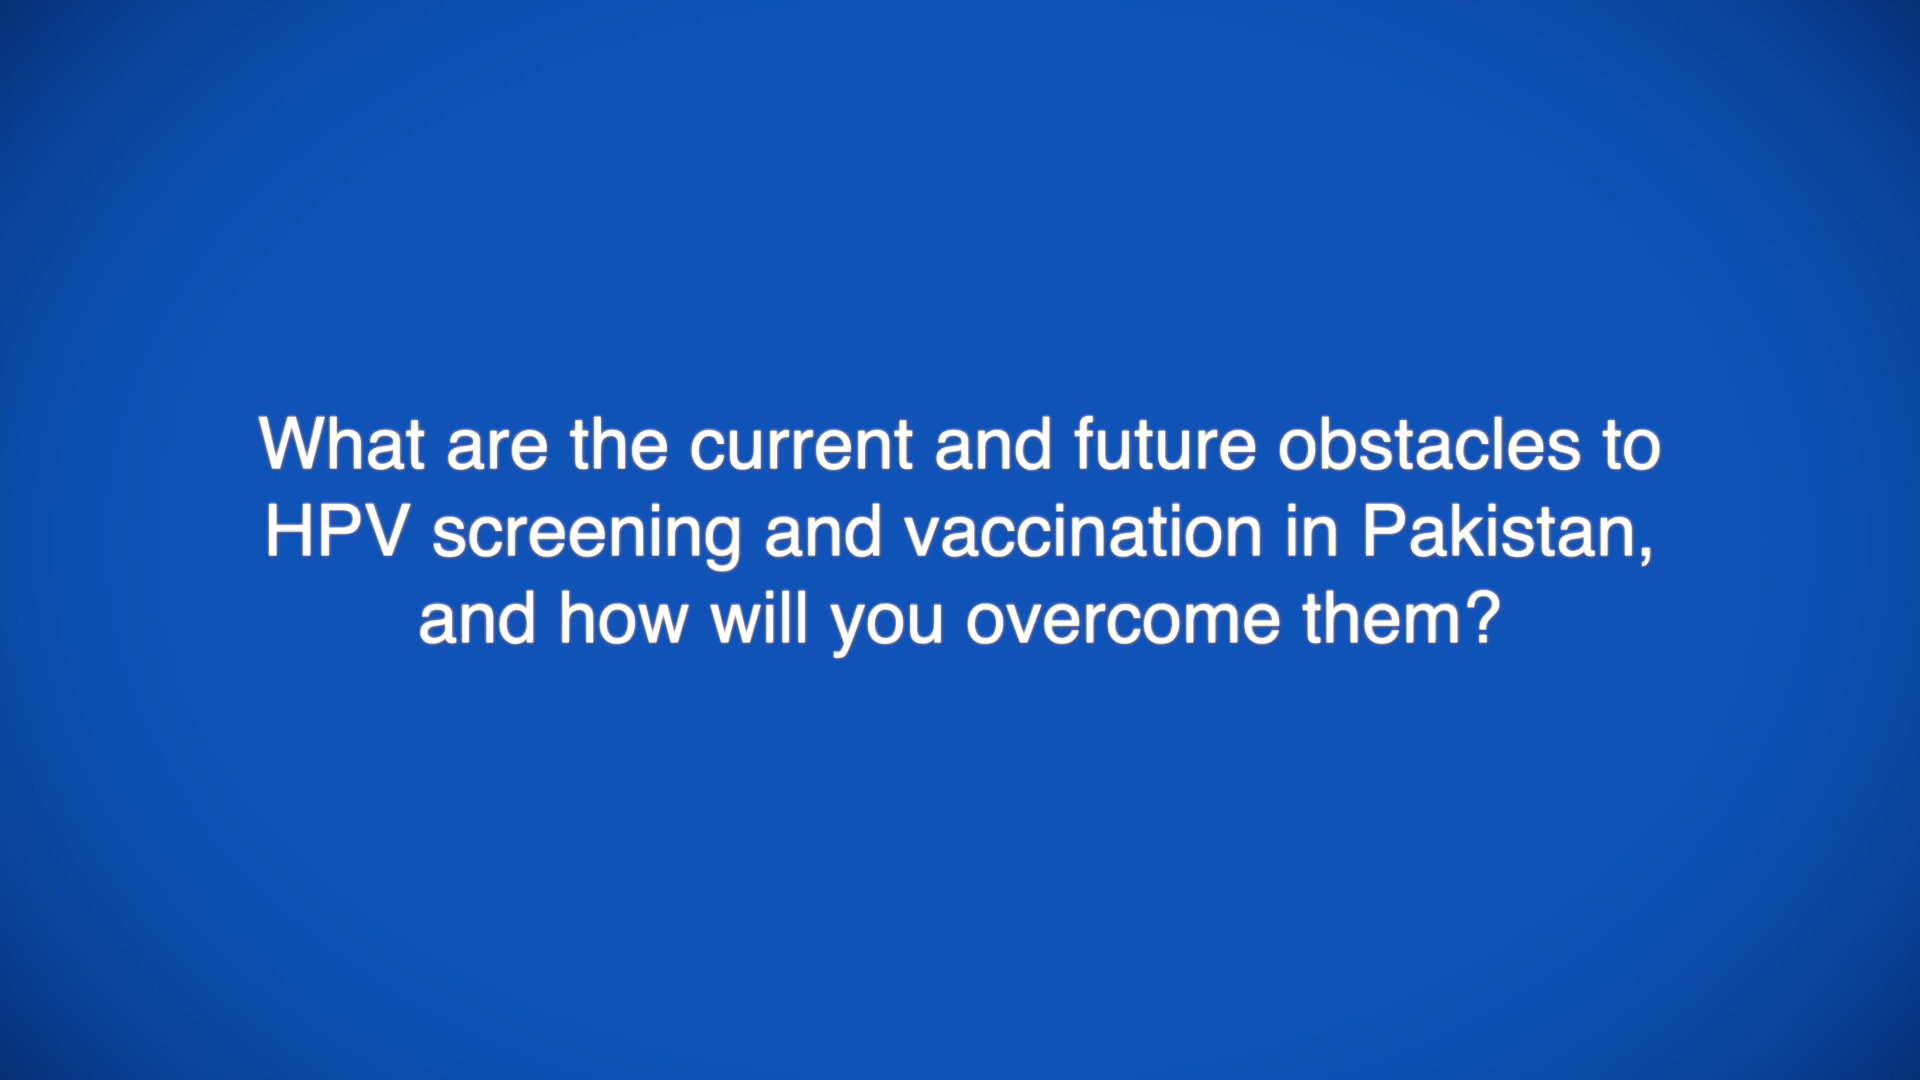 What are the current and future obstacles to
HPV screening and vaccination in Pakistan,
and how will you overcome them?